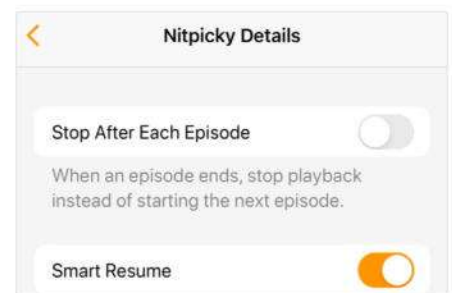 Nitpicky Details
Stop After Each Episode
When an episode ends, stop playback
instead of starting the next episode.
Smart Resume